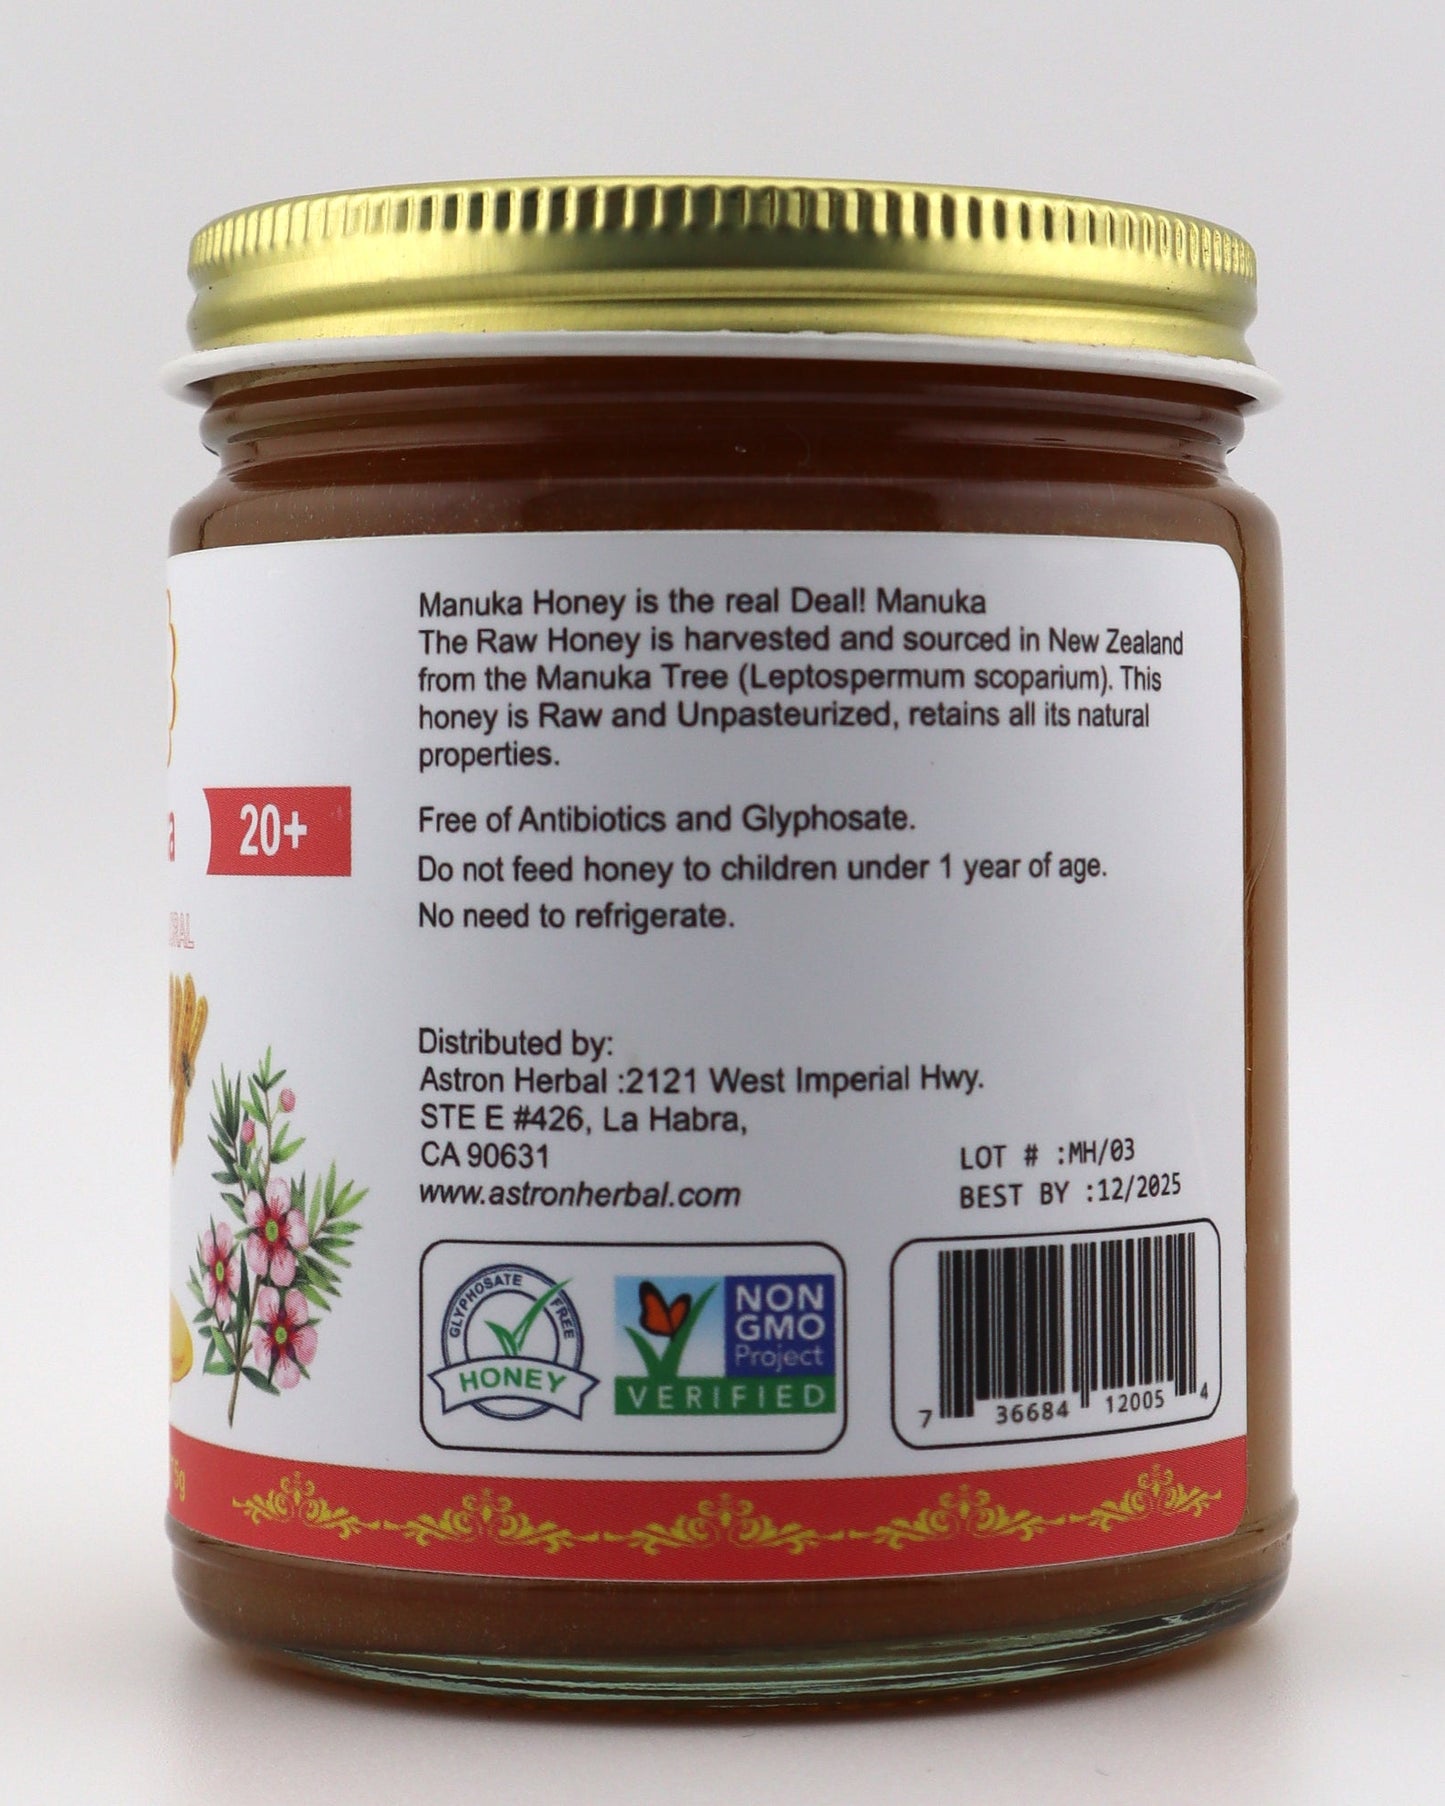 Manuka Honey is the real Deal! Manuka
The Raw Honey is harvested and sourced in New Zealand
from the Manuka Tree (Leptospermum scoparium). This
honey is Raw and Unpasteurized, retains all its natural
properties.
20+
Free of Antibiotics and Glyphosate.
Do not feed honey to children under 1 year of age.
No need to refrigerate.
Distributed by:
Astron Herbal :2121 West Imperial Hwy.
STE E #426, La Habra,
CA 90631
www.astronherbal.com
LOT # :MH/03
BEST BY :12/2025
GLYPHOSATE FREE
HONEY
NON
GMO
Project
VERIFIED
7 36684 12005 4